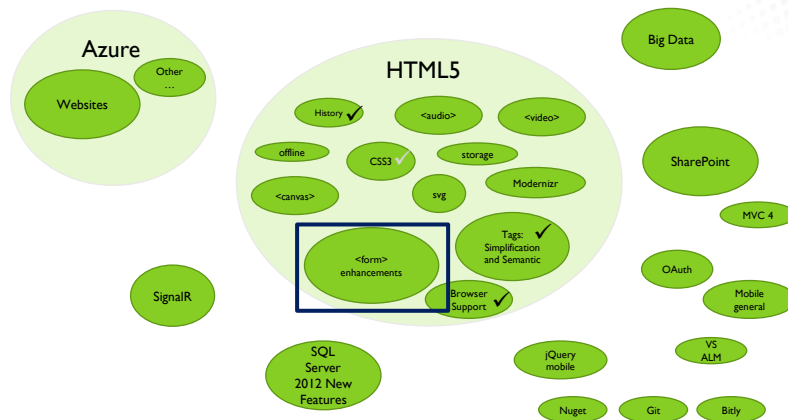 Azure
Websites
Other
...
HTML5
History
<audio>
<video>
offline
CSS3
storage
Modernizr
<canvas>
svg
Tags:
Simplification
and Semantic
<form>
enhancements
Browser
Support
Big Data
SharePoint
MVC 4
OAuth
Mobile
general
SignalR
SQL
Server
2012 New
Features
jQuery
mobile
VS
ALM
Nuget
Git
Bitly